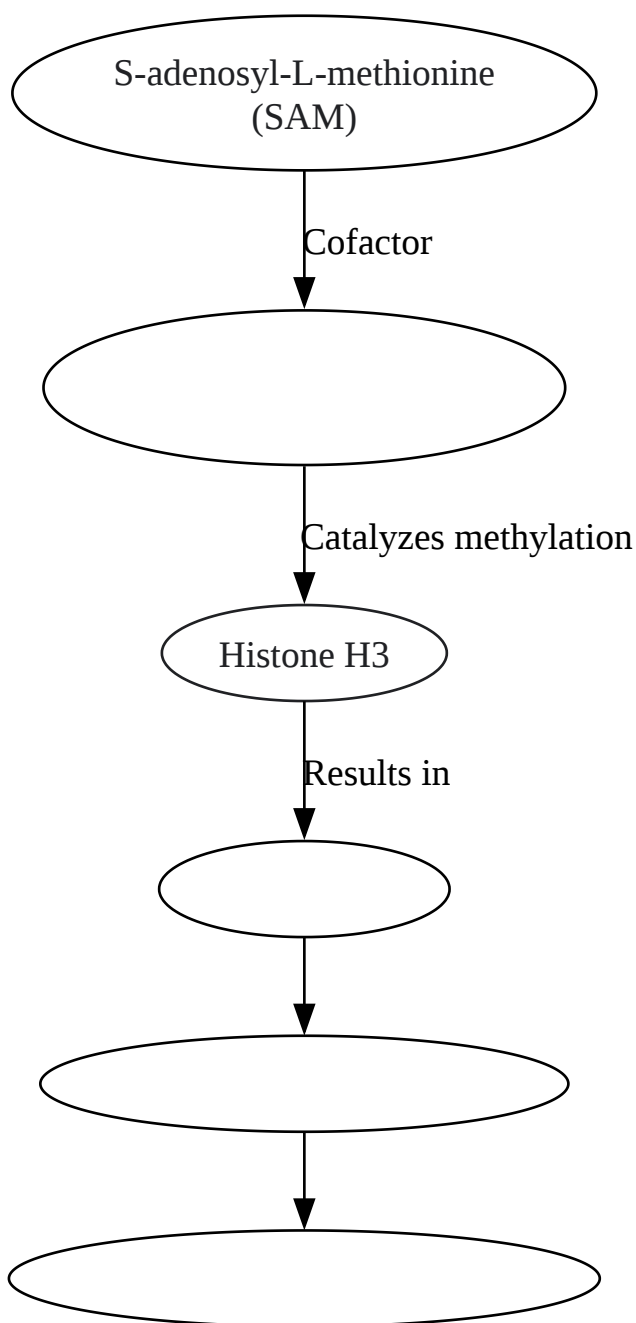 S-adenosyl-L-methionine
(SAM)
Cofactor
Catalyzes methylation
Histone H3
Results in